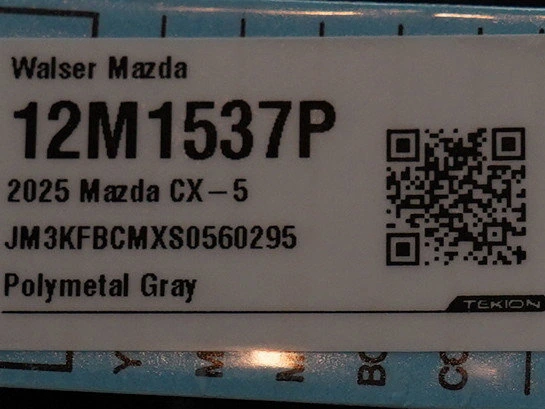 Walser Mazda
12M1537P
2025 Mazda CX-5
JM3KFBCMXS0560295
Polymetal Gray
TEKION